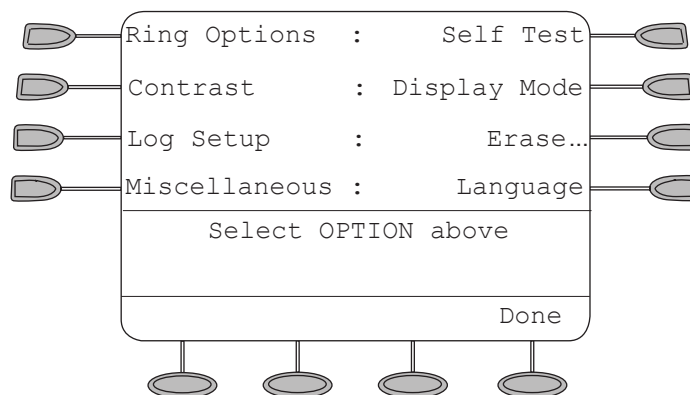 Ring Options : Self Test
Contrast : Display Mode
Log Setup : Erase...
Miscellaneous : Language
Select OPTION above
Done